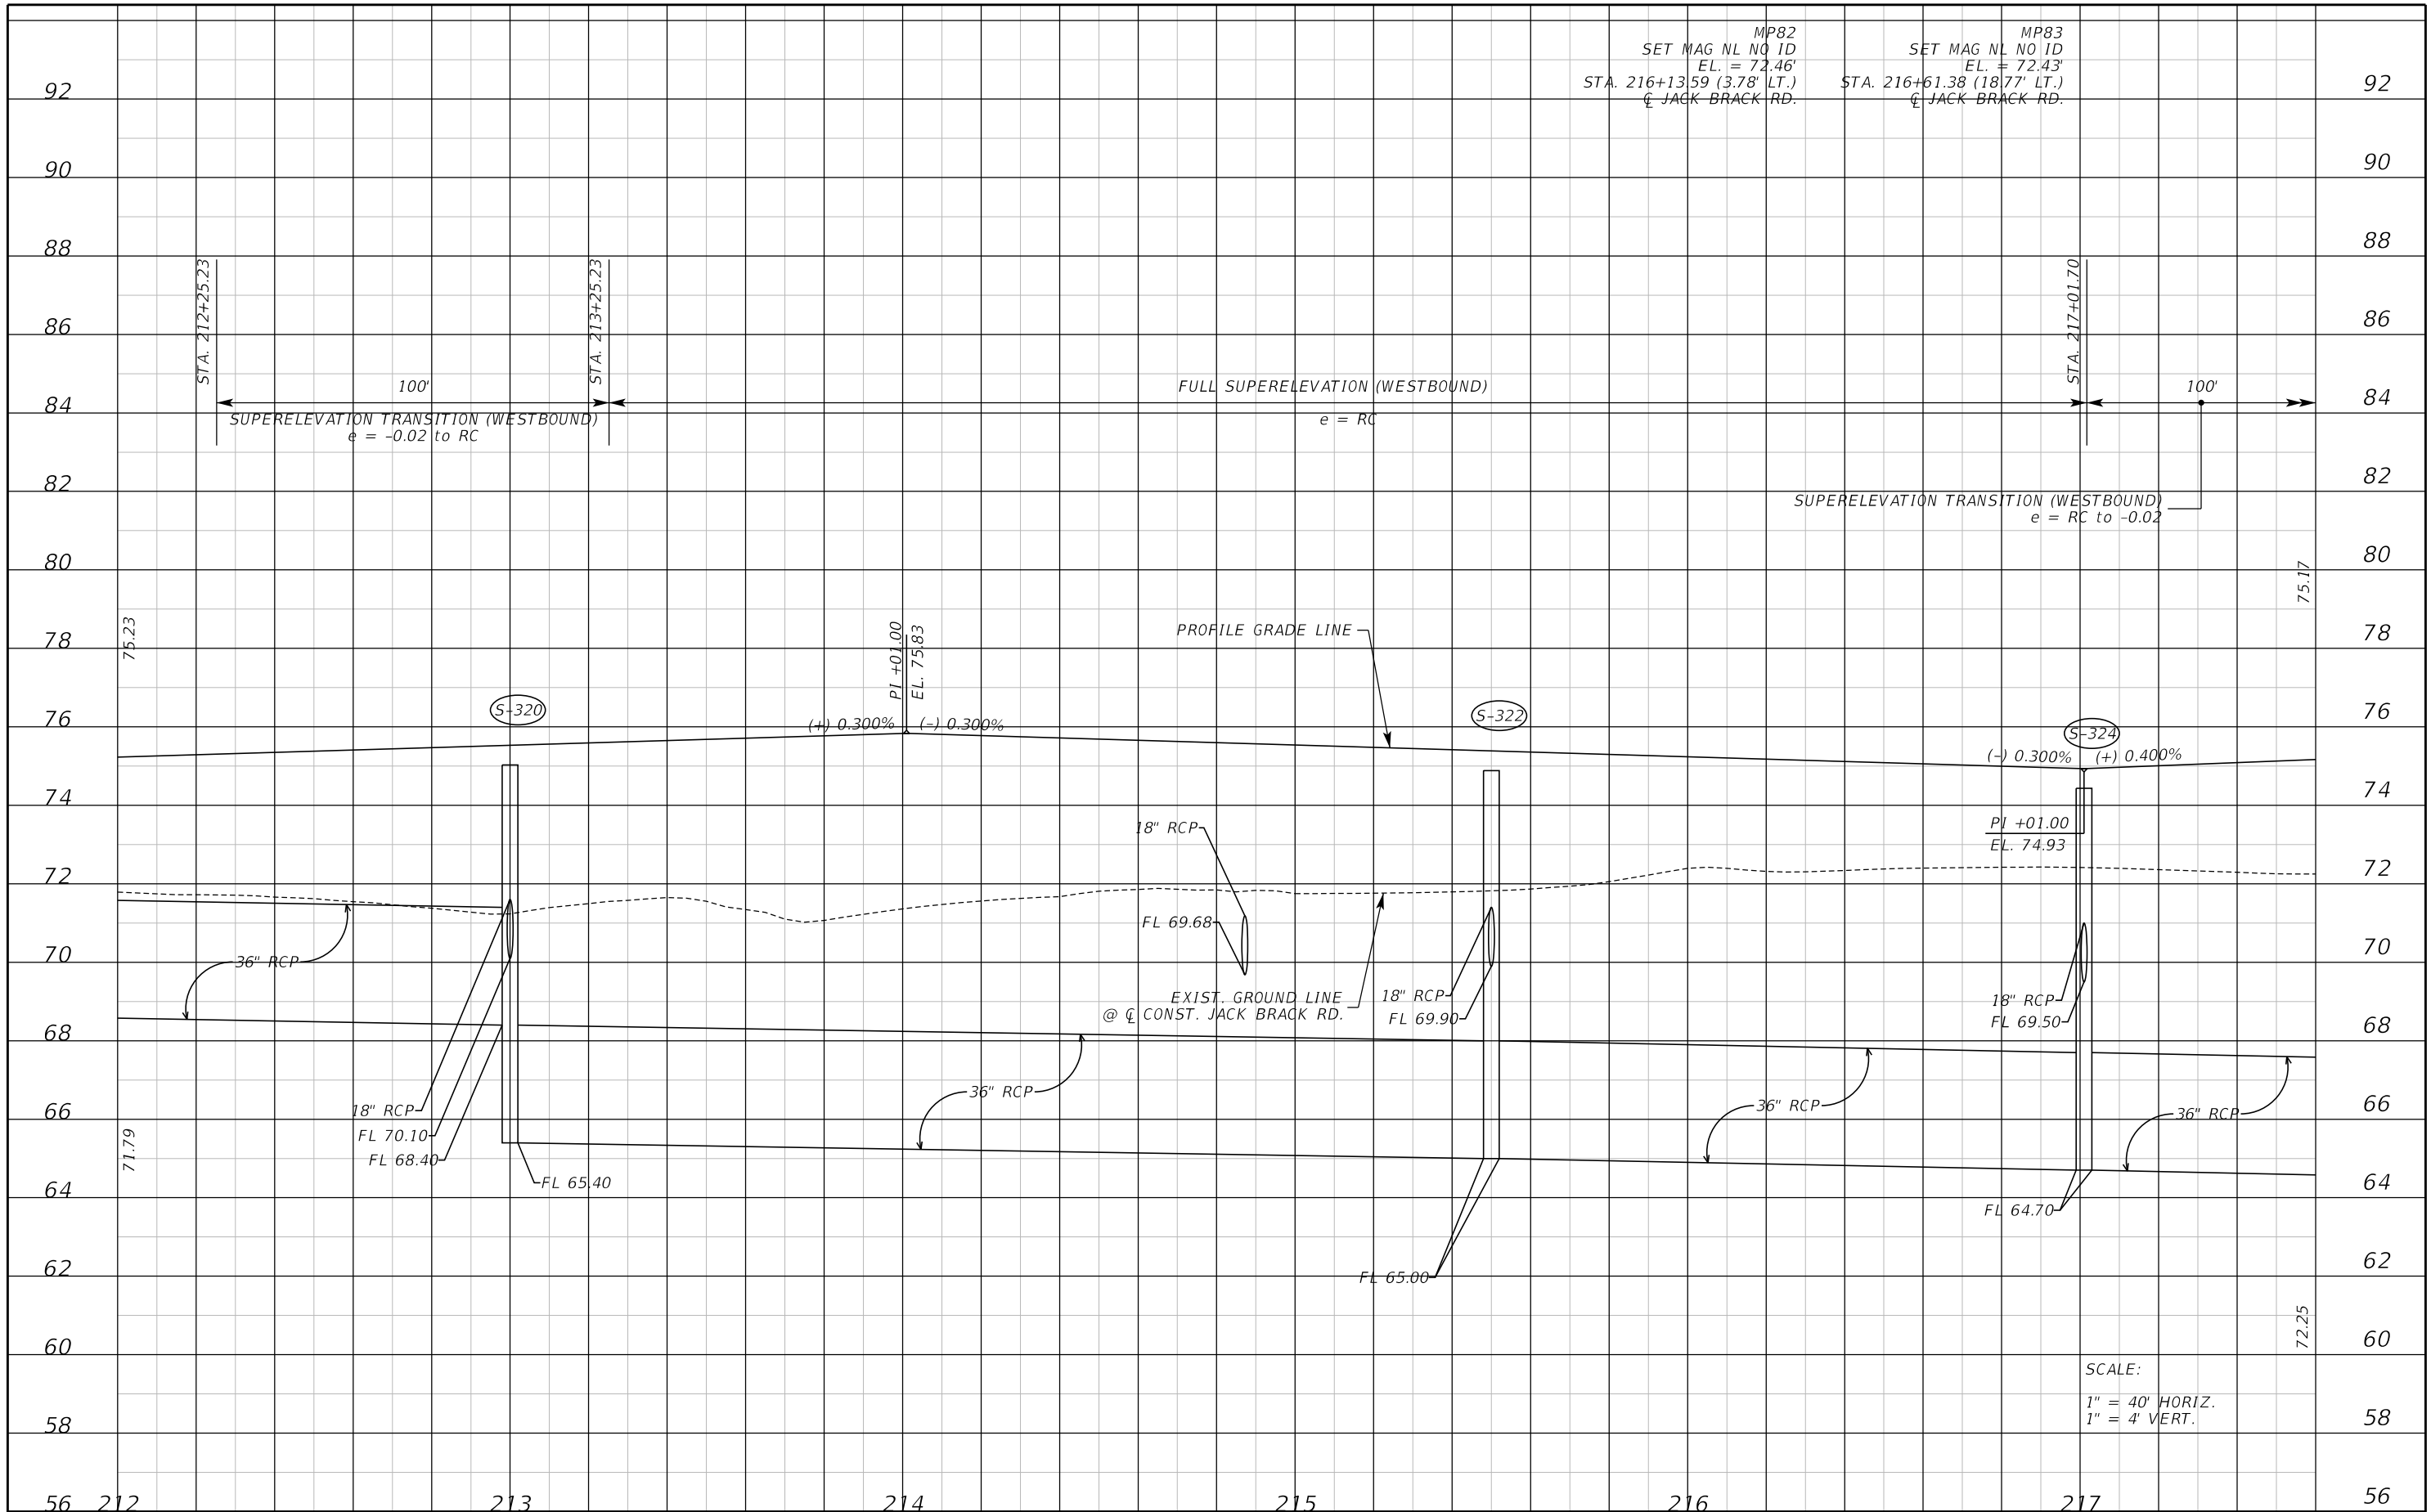 MP82
SET MAG NL NO ID
EL. = 72.46'
STA. 216+13.59 (3.78' LT.)
℄ JACK BRACK RD.
MP83
SET MAG NL NO ID
EL. = 72.43'
STA. 216+61.38 (18.77' LT.)
℄ JACK BRACK RD.
92
92
90
90
88
88
STA. 212+25.23
STA. 213+25.23
STA. 217+01.70
86
86
100'
FULL SUPERELEVATION (WESTBOUND)
100'
84
84
SUPERELEVATION TRANSITION (WESTBOUND)
e = -0.02 to RC
e = RC
82
82
SUPERELEVATION TRANSITION (WESTBOUND)
e = RC to -0.02
80
80
75.23
75.17
78
78
PI +01.00
EL. 75.83
PROFILE GRADE LINE
S-320
S-322
S-324
76
76
(+) 0.300%
(-) 0.300%
(-) 0.300%
(+) 0.400%
74
74
18" RCP
PI +01.00
EL. 74.93
72
72
FL 69.68
70
70
36" RCP
EXIST. GROUND LINE
@ ℄ CONST. JACK BRACK RD.
18" RCP
FL 69.90
18" RCP
FL 69.50
68
68
36" RCP
36" RCP
36" RCP
66
66
18" RCP
FL 70.10
FL 68.40
71.79
FL 65.40
64
64
FL 64.70
62
62
FL 65.00
72.25
60
60
SCALE:
1" = 40' HORIZ.
1" = 4' VERT.
58
58
56
212
213
214
215
216
217
56